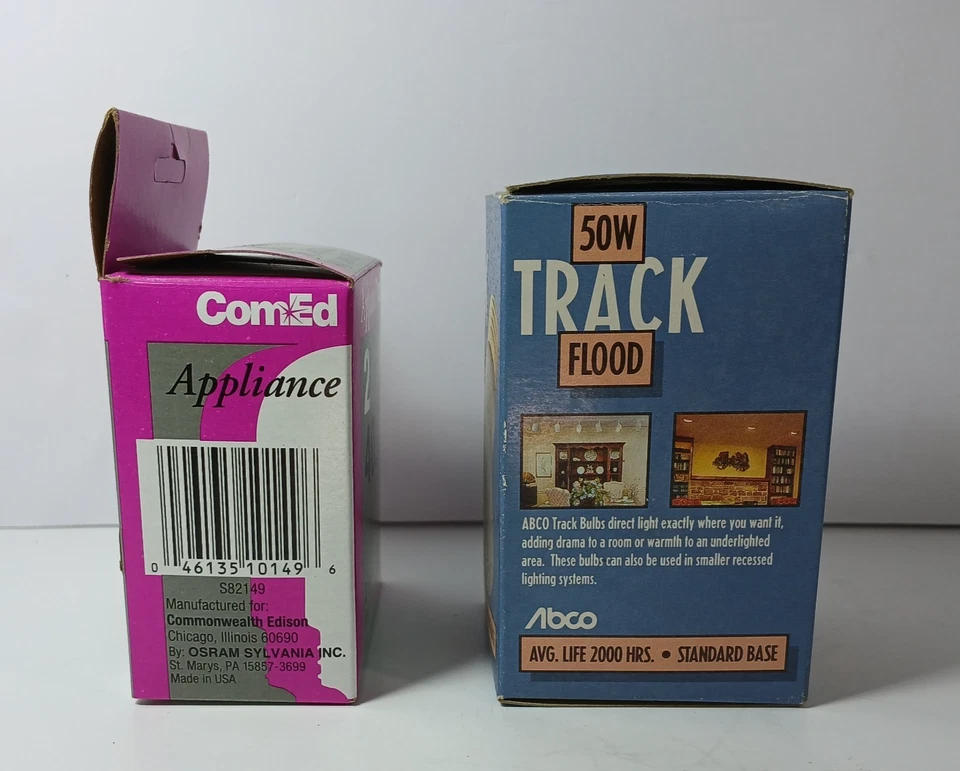 ComEd
Appliance
0 46135 10149 6
S82149
Manufactured for:
Commonwealth Edison
Chicago, Illinois 60690
By: OSRAM SYLVANIA INC.
St. Marys, PA 15857-3699
Made in USA
2
50W
TRACK
FLOOD
ABCO Track Bulbs direct light exactly where you want it,
adding drama to a room or warmth to an underlighted
area. These bulbs can also be used in smaller recessed
lighting systems.
Abco
AVG. LIFE 2000 HRS. • STANDARD BASE